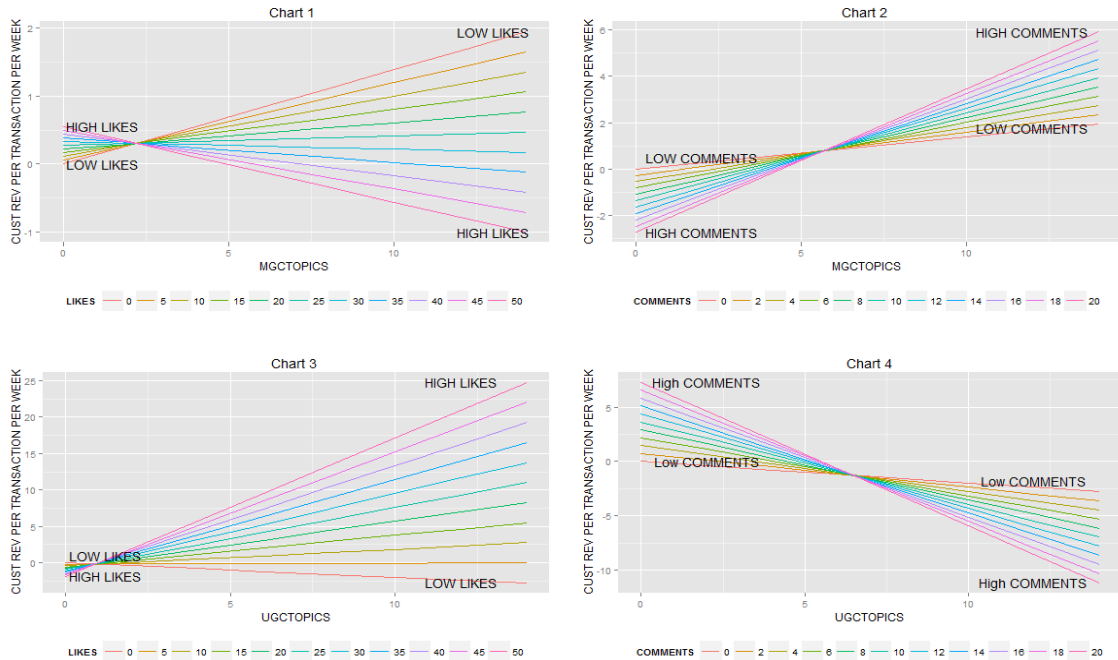 Chart 1
CUST REV PER TRANSACTION PER WEEK
2
1
0
-1
LOW LIKES
HIGH LIKES
LOW LIKES
HIGH LIKES
0 5 10
MGCTOPICS
LIKES 0 5 10 15 20 25 30 35 40 45 50
Chart 2
CUST REV PER TRANSACTION PER WEEK
6
4
2
0
-2
HIGH COMMENTS
LOW COMMENTS
LOW COMMENTS
HIGH COMMENTS
0 5 10
MGCTOPICS
COMMENTS 0 2 4 6 8 10 12 14 16 18 20
Chart 3
CUST REV PER TRANSACTION PER WEEK
25
20
15
10
5
0
HIGH LIKES
LOW LIKES
HIGH LIKES
LOW LIKES
0 5 10
UGCTOPICS
LIKES 0 5 10 15 20 25 30 35 40 45 50
Chart 4
CUST REV PER TRANSACTION PER WEEK
5
0
-5
-10
High COMMENTS
Low COMMENTS
Low COMMENTS
High COMMENTS
0 5 10
UGCTOPICS
COMMENTS 0 2 4 6 8 10 12 14 16 18 20